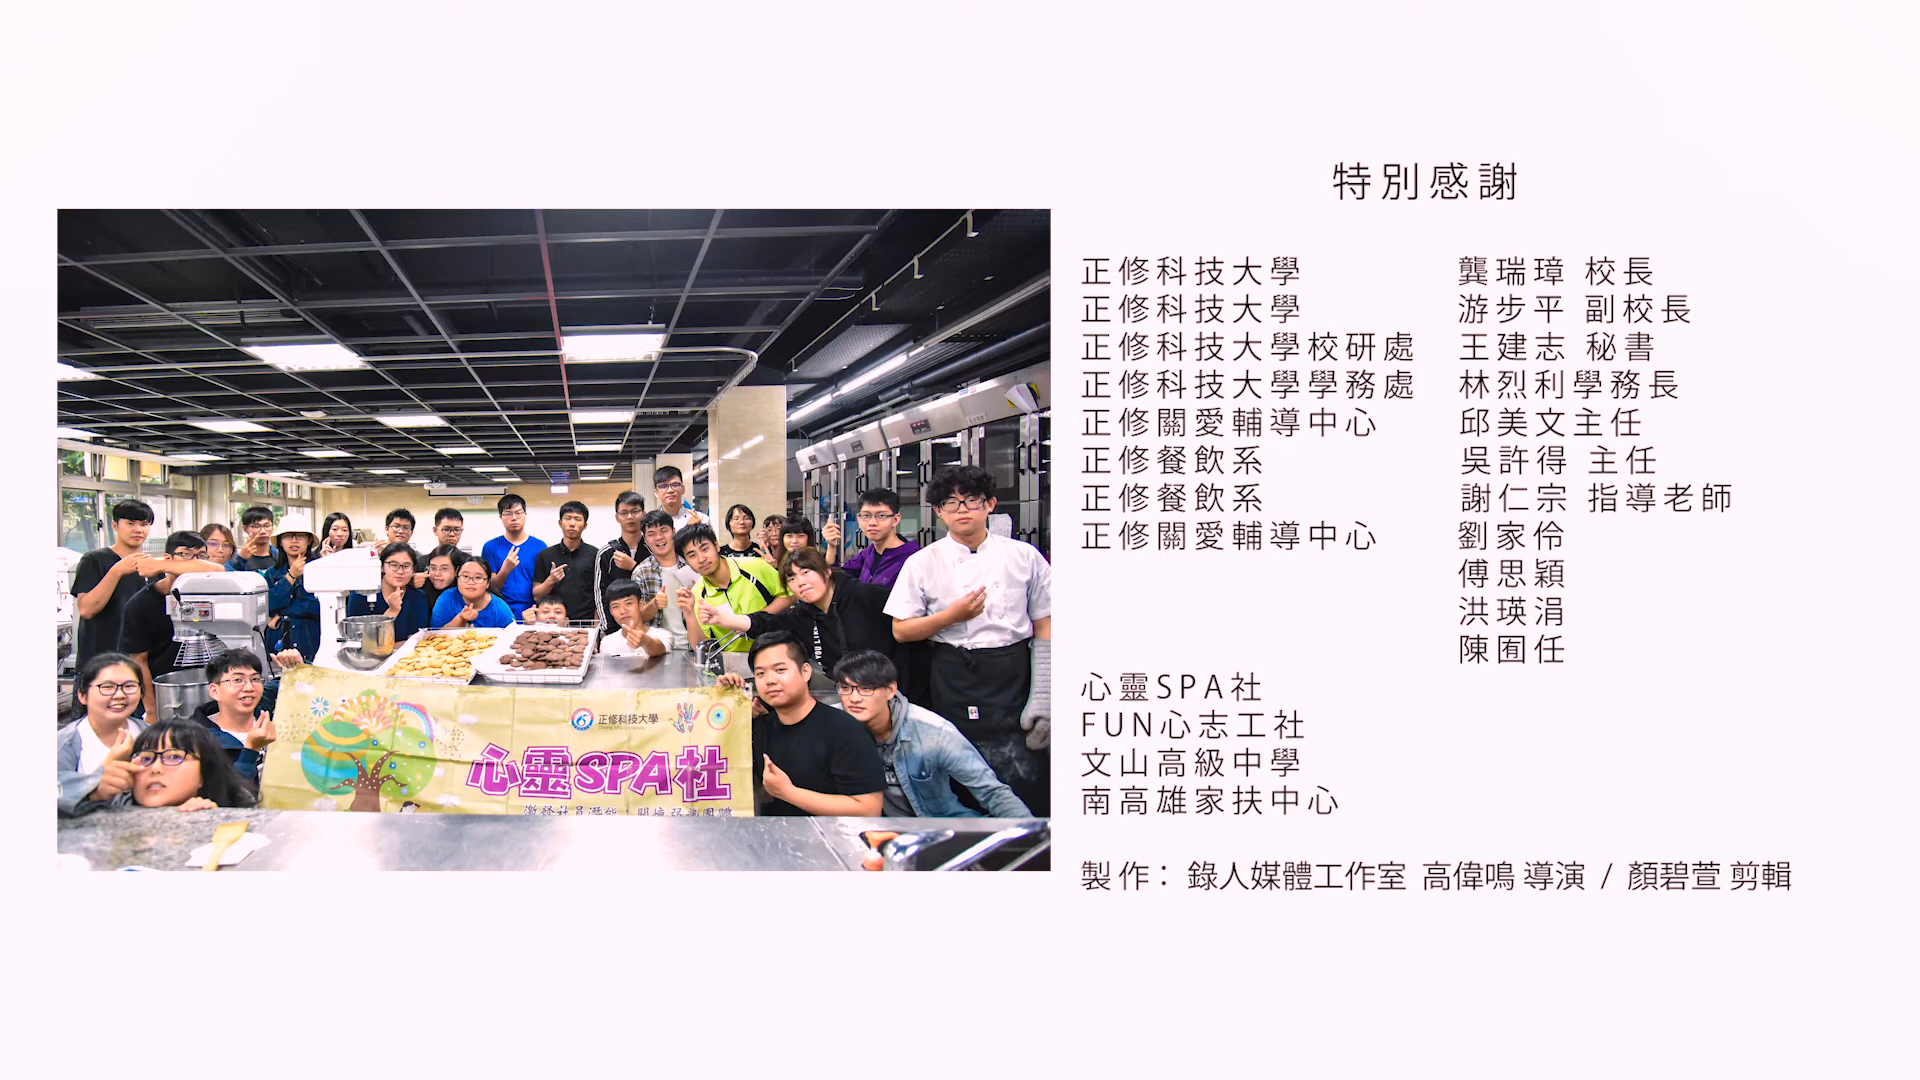 特別感謝
正修科技大學 龔瑞璋 校長
正修科技大學 游步平 副校長
正修科技大學校研處 王建志 秘書
正修科技大學學務處 林烈利學務長
正修關愛輔導中心 邱美文主任
正修餐飲系 吳許得 主任
正修餐飲系 謝仁宗 指導老師
正修關愛輔導中心 劉家伶
傅思穎
洪瑛涓
陳囿任
心靈SPA社
FUN心志工社
文山高級中學
南高雄家扶中心
製作： 錄人媒體工作室 高偉鳴 導演 / 顏碧萱 剪輯
正修科技大學
心靈SPA社